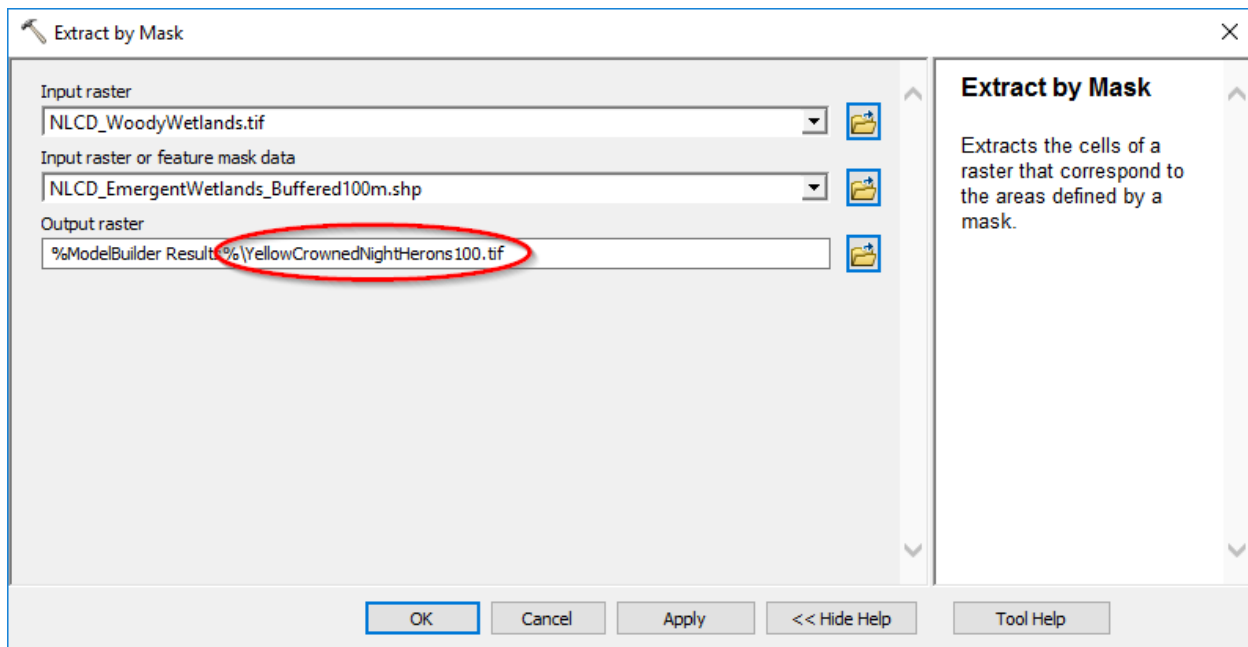 Extract by Mask
Input raster
NLCD_WoodyWetlands.tif
Input raster or feature mask data
NLCD_EmergentWetlands_Buffered100m.shp
Output raster
%ModelBuilder Results%\YellowCrownedNightHerons100.tif
OK
Cancel
Apply
<< Hide Help
Extract by Mask
Extracts the cells of a
raster that correspond to
the areas defined by a
mask.
Tool Help